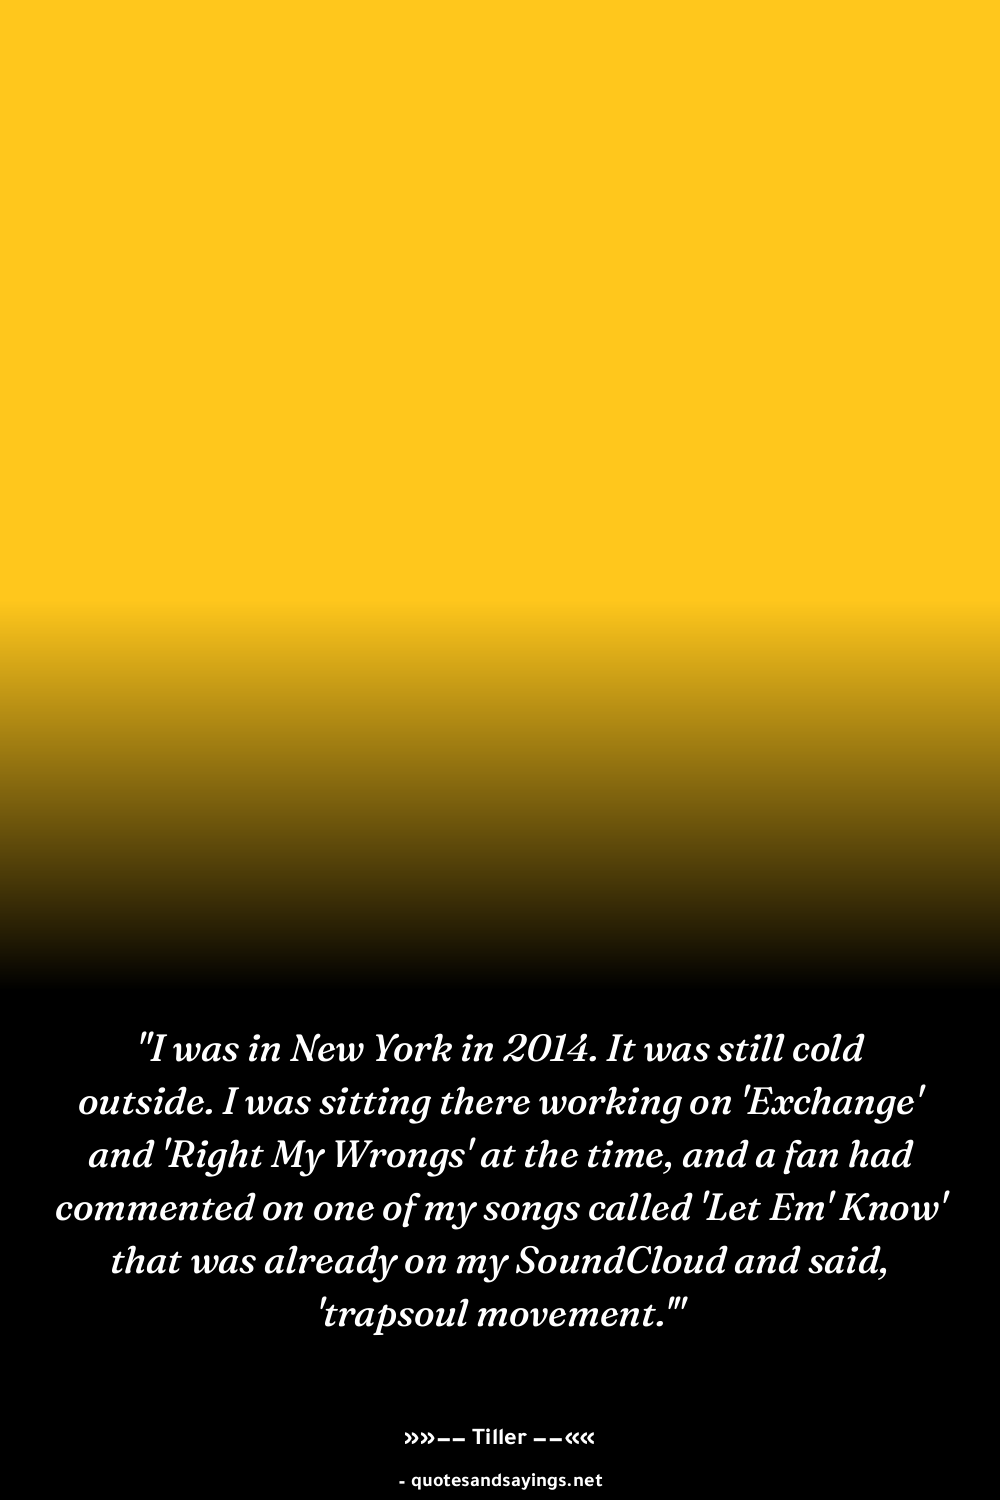 "I was in New York in 2014. It was still cold
outside. I was sitting there working on 'Exchange'
and 'Right My Wrongs' at the time, and a fan had
commented on one of my songs called 'Let Em' Know'
that was already on my SoundCloud and said,
'trapsoul movement.'"
»»−− Tiller −−««
- quotesandsayings.net